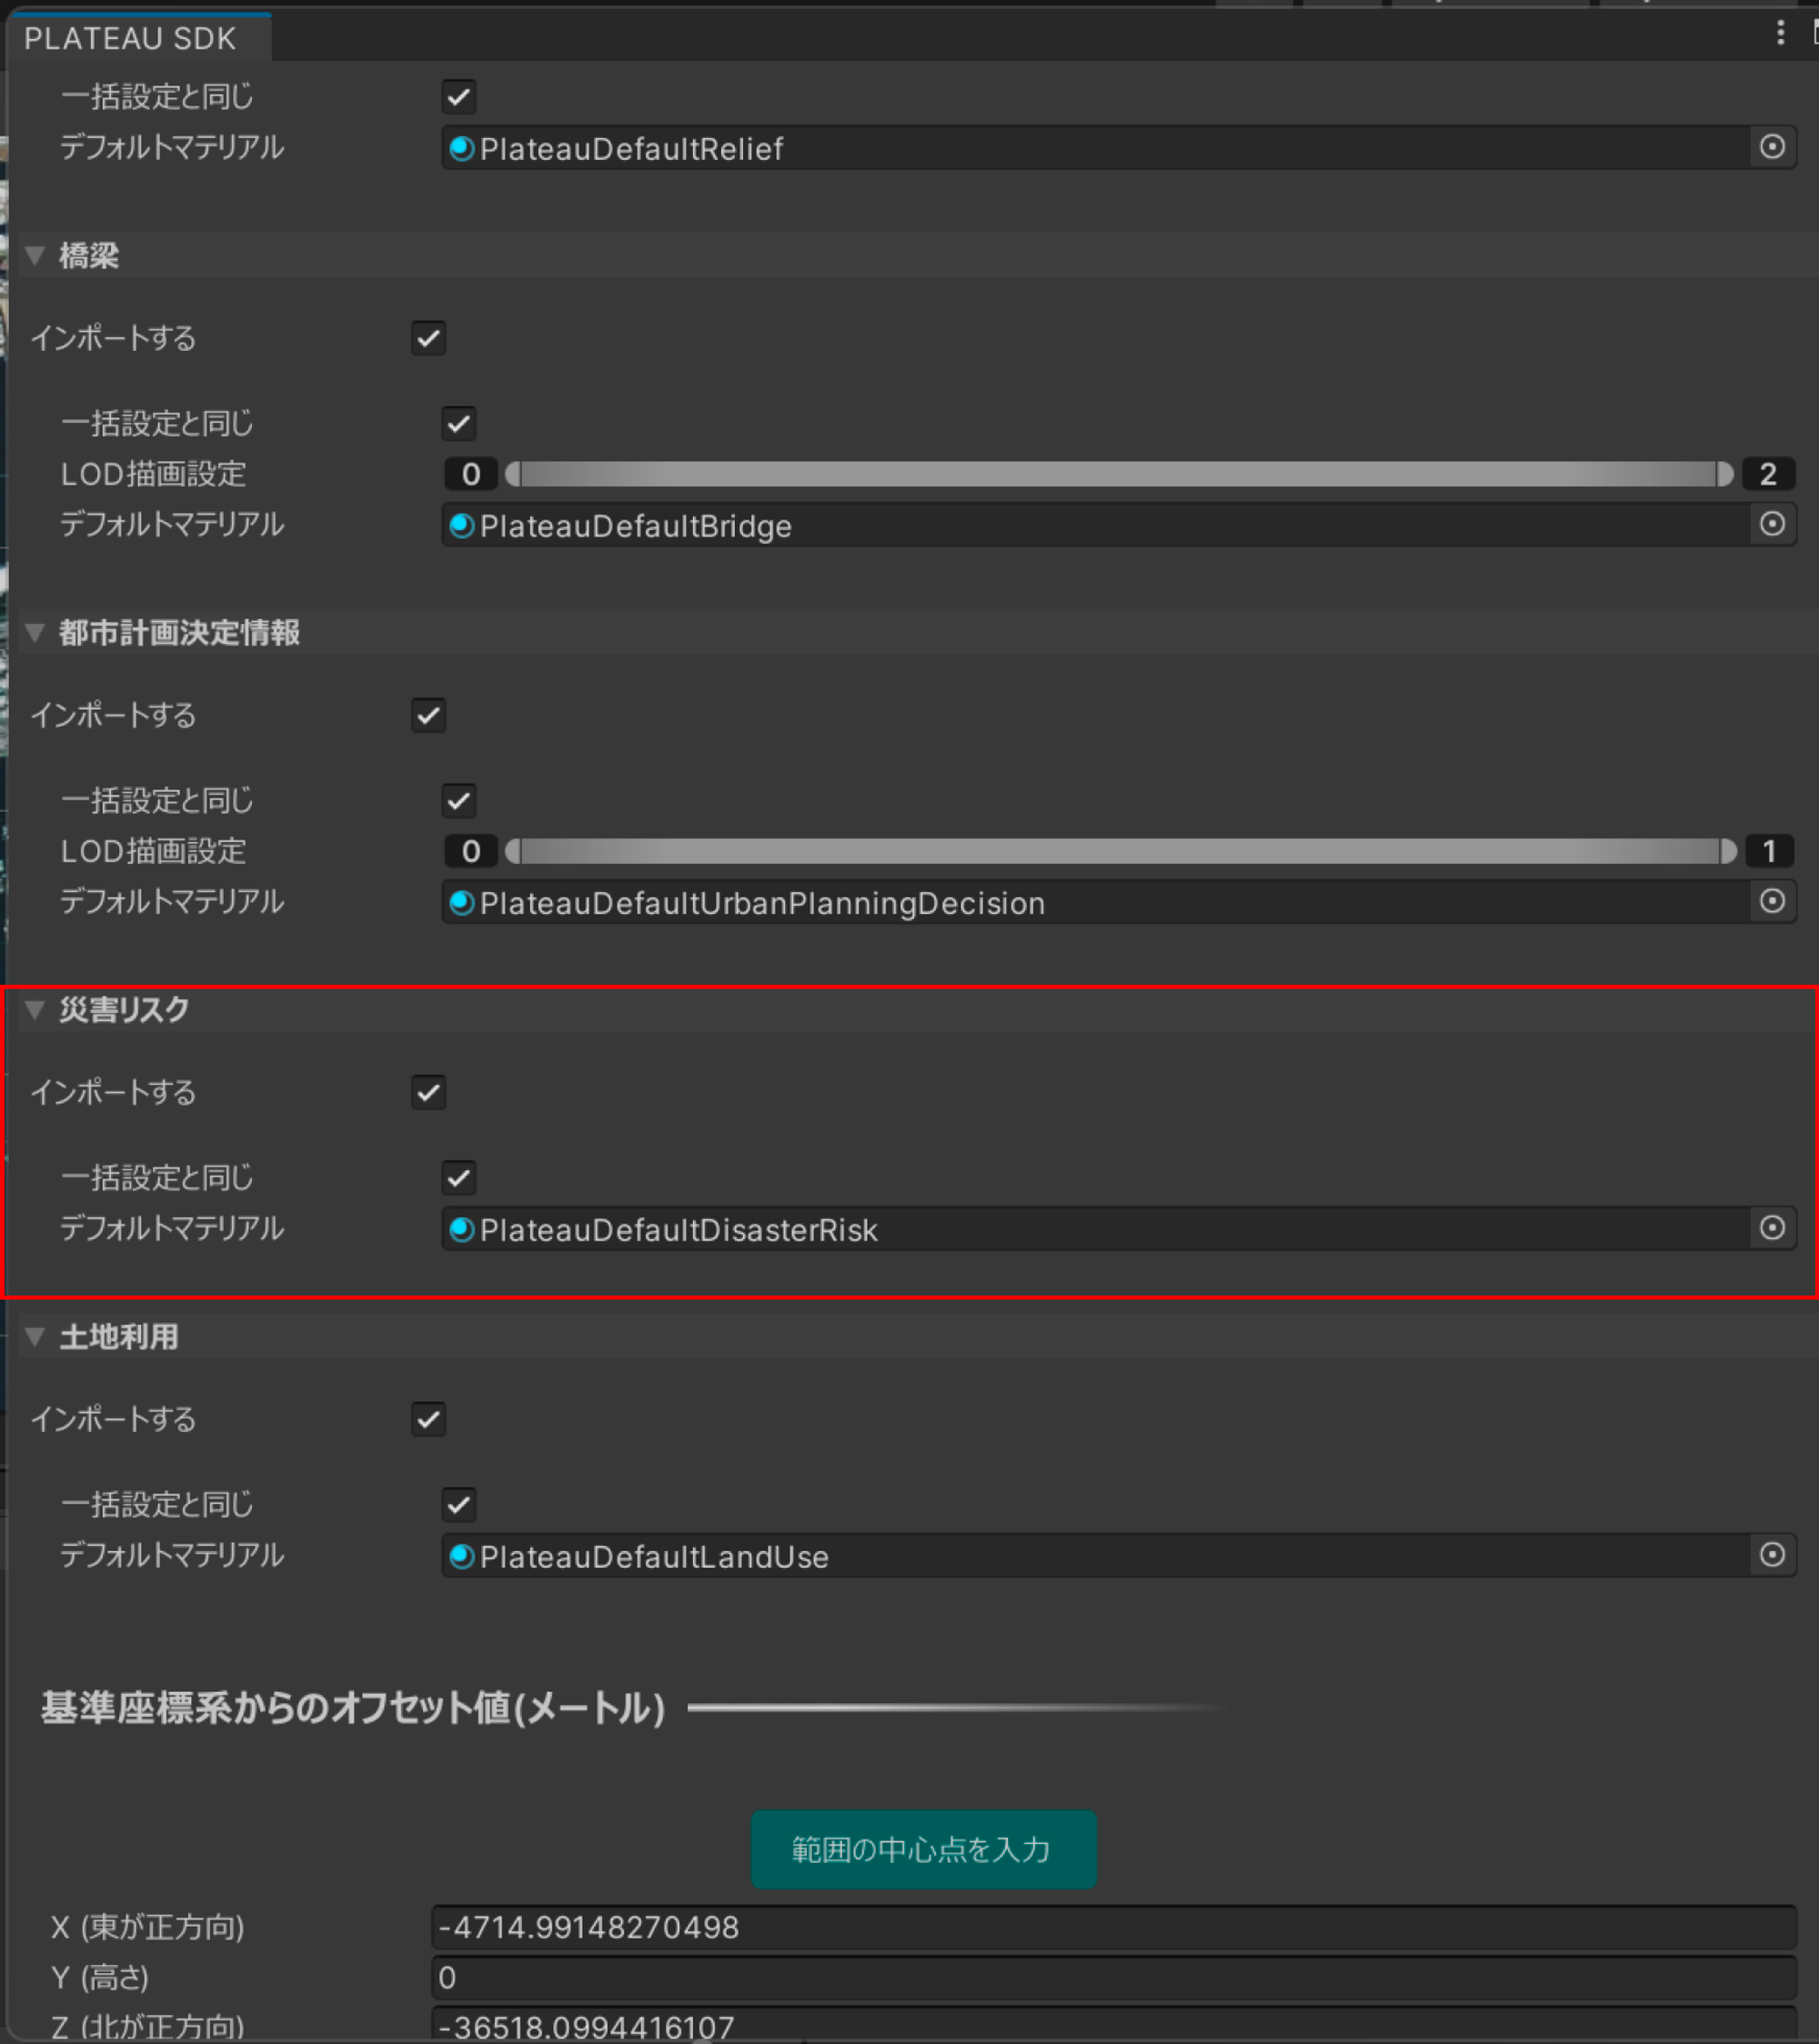 PLATEAU SDK
一括設定と同じ
デフォルトマテリアル PlateauDefaultRelief
橋梁
インポートする
一括設定と同じ
LOD描画設定 0 2
デフォルトマテリアル PlateauDefaultBridge
都市計画決定情報
インポートする
一括設定と同じ
LOD描画設定 0 1
デフォルトマテリアル PlateauDefaultUrbanPlanningDecision
災害リスク
インポートする
一括設定と同じ
デフォルトマテリアル PlateauDefaultDisasterRisk
土地利用
インポートする
一括設定と同じ
デフォルトマテリアル PlateauDefaultLandUse
基準座標系からのオフセット値(メートル)
範囲の中心点を入力
X (東が正方向) -4714.99148270498
Y (高さ) 0
Z (北が正方向) -36518.0994416107